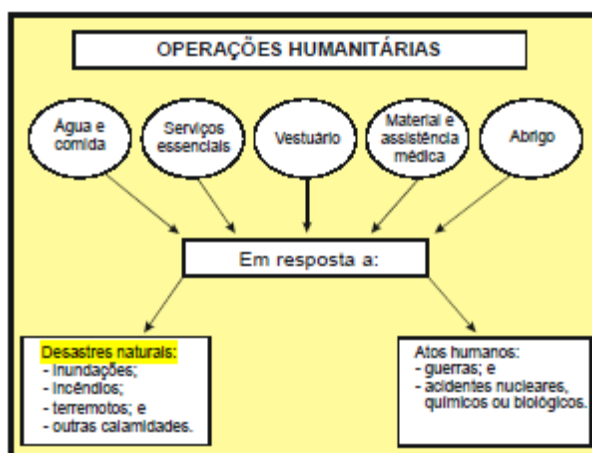 OPERAÇÕES HUMANITÁRIAS
Água e
comida
Serviços
essenciais
Vestuário
Material e
assistência
médica
Abrigo
Em resposta a:
Desastres naturais:
- inundações;
- incêndios;
- terremotos; e
- outras calamidades.
Atos humanos:
- guerras; e
- acidentes nucleares,
químicos ou biológicos.